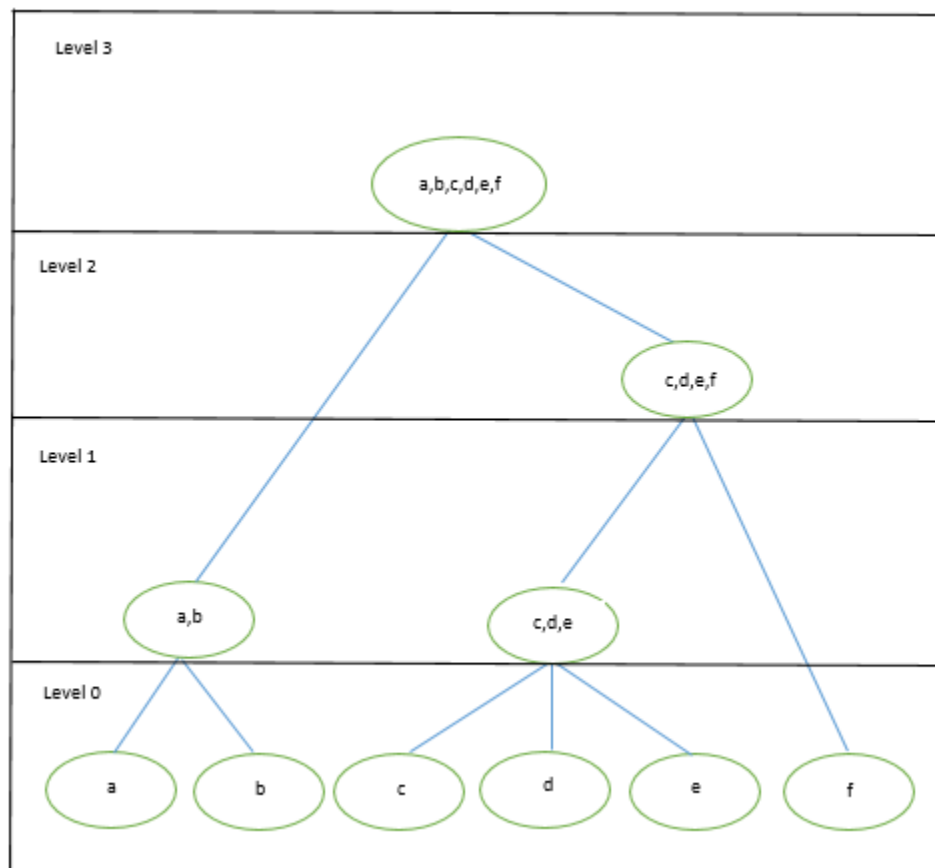 Level 3
a,b,c,d,e,f
Level 2
c,d,e,f
Level 1
a,b
c,d,e
Level 0
a
b
c
d
e
f